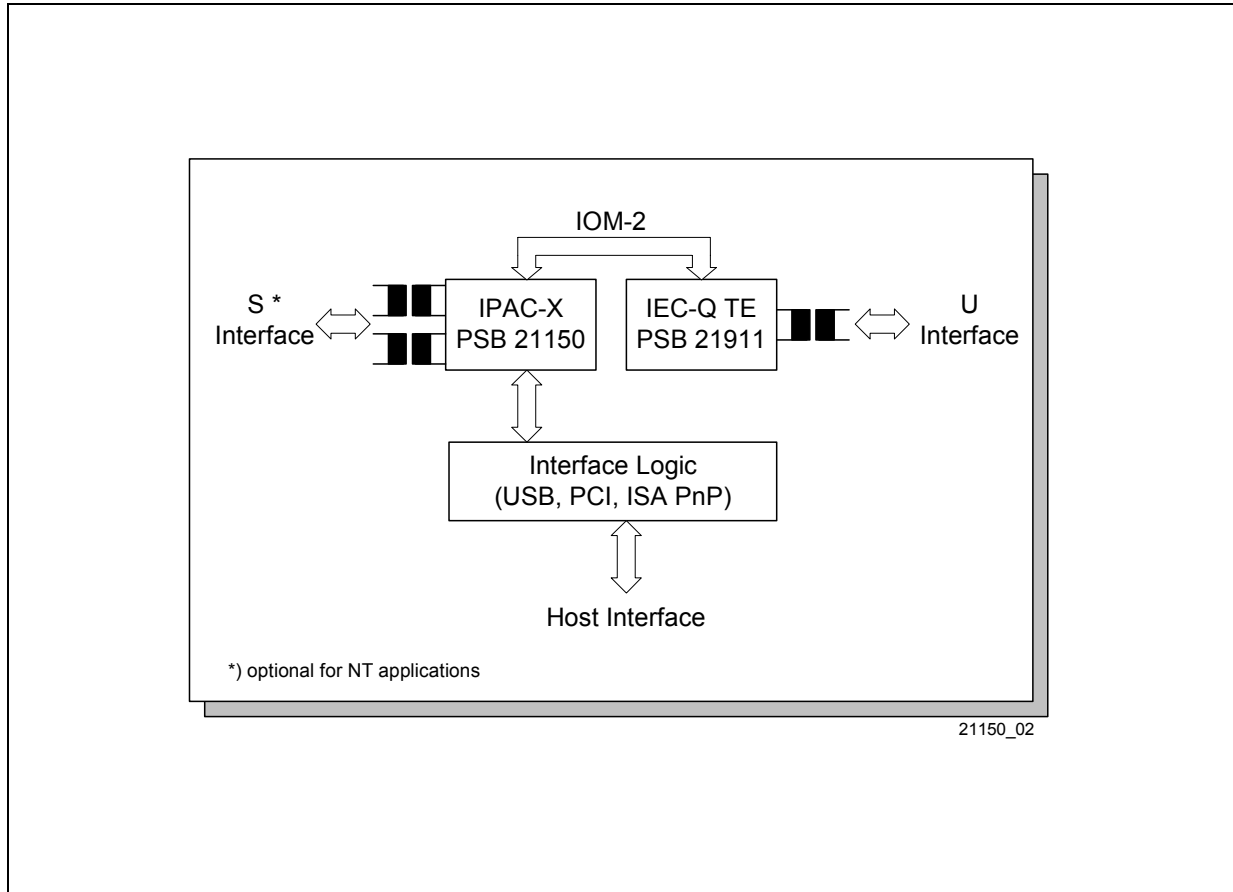 IOM-2
S *
Interface
IPAC-X
PSB 21150
IEC-Q TE
PSB 21911
U
Interface
Interface Logic
(USB, PCI, ISA PnP)
Host Interface
*) optional for NT applications
21150_02